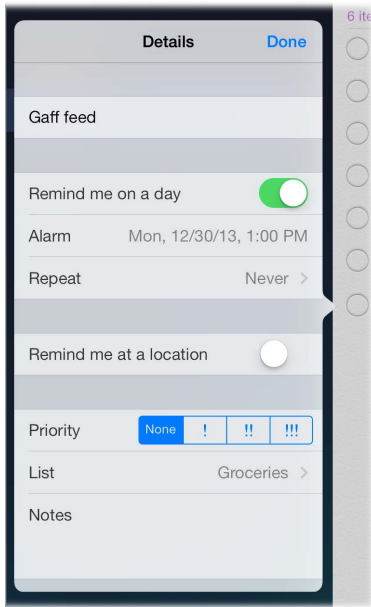 6 ite
Details Done
Gaff feed
Remind me on a day
Alarm Mon, 12/30/13, 1:00 PM
Repeat Never >
Remind me at a location
Priority None ! !! !!!
List Groceries >
Notes